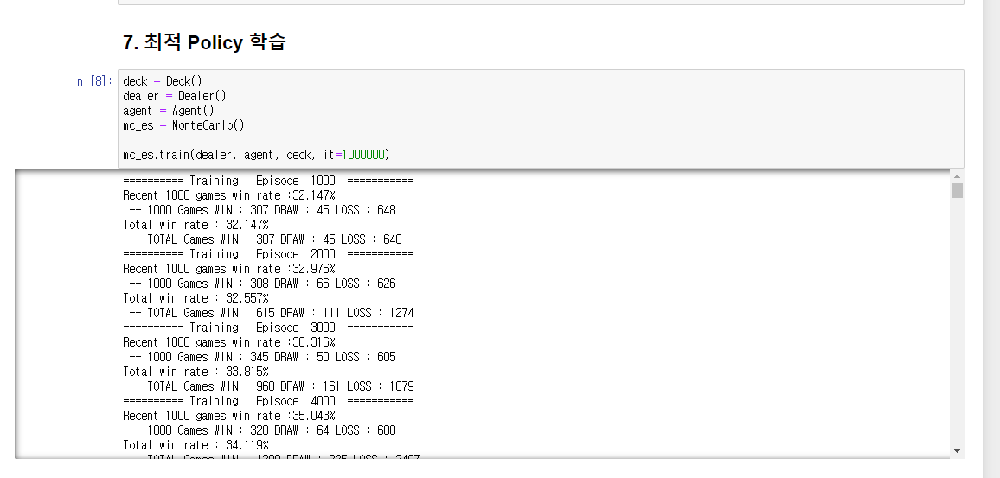 7. 최적 Policy 학습
In [8]:
deck = Deck()
dealer = Dealer()
agent = Agent()
mc_es = MonteCarlo()
mc_es.train(dealer, agent, deck, it=1000000)
========== Training : Episode  1000  ===========
Recent 1000 games win rate :32.147%
 -- 1000 Games WIN : 307 DRAW : 45 LOSS : 648
Total win rate : 32.147%
 -- TOTAL Games WIN : 307 DRAW : 45 LOSS : 648
========== Training : Episode  2000  ===========
Recent 1000 games win rate :32.976%
 -- 1000 Games WIN : 308 DRAW : 66 LOSS : 626
Total win rate : 32.557%
 -- TOTAL Games WIN : 615 DRAW : 111 LOSS : 1274
========== Training : Episode  3000  ===========
Recent 1000 games win rate :36.316%
 -- 1000 Games WIN : 345 DRAW : 50 LOSS : 605
Total win rate : 33.815%
 -- TOTAL Games WIN : 960 DRAW : 161 LOSS : 1879
========== Training : Episode  4000  ===========
Recent 1000 games win rate :35.043%
 -- 1000 Games WIN : 328 DRAW : 64 LOSS : 608
Total win rate : 34.119%